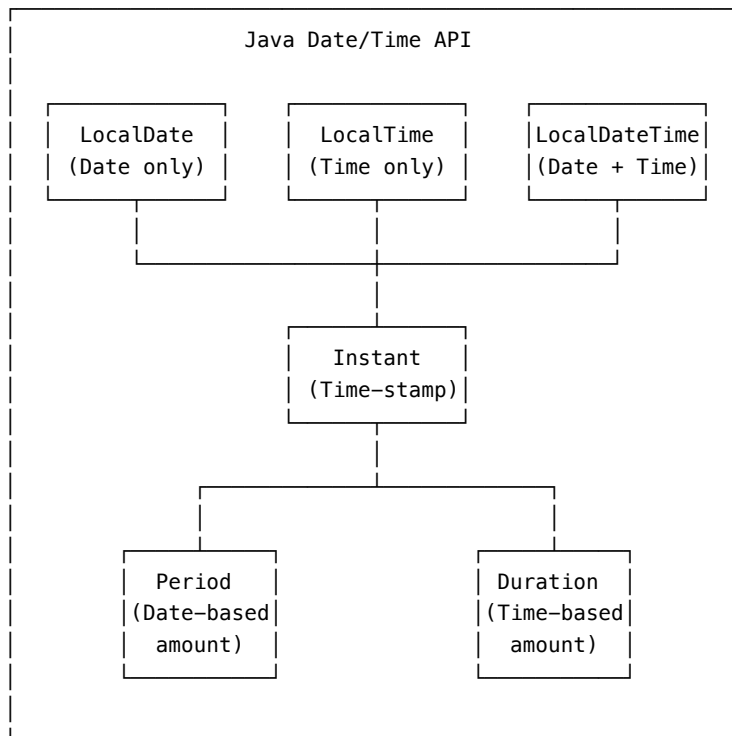 Java Date/Time API
LocalDate
(Date only)
LocalTime
(Time only)
LocalDateTime
(Date + Time)
Instant
(Time-stamp)
Period
(Date-based
amount)
Duration
(Time-based
amount)